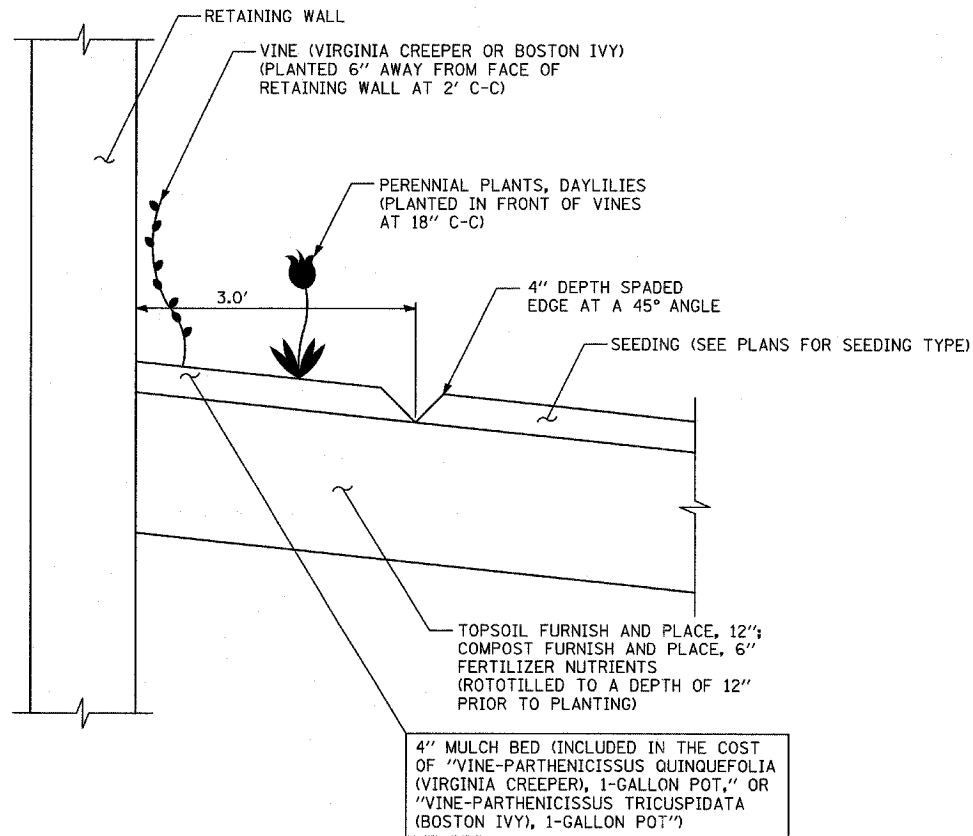 RETAINING WALL
VINE (VIRGINIA CREEPER OR BOSTON IVY)
(PLANTED 6" AWAY FROM FACE OF
RETAINING WALL AT 2' C-C)
PERENNIAL PLANTS, DAYLILIES
(PLANTED IN FRONT OF VINES
AT 18" C-C)
3.0'
4" DEPTH SPADED
EDGE AT A 45° ANGLE
SEEDING (SEE PLANS FOR SEEDING TYPE)
TOPSOIL FURNISH AND PLACE, 12";
COMPOST FURNISH AND PLACE, 6"
FERTILIZER NUTRIENTS
(ROTOTILLED TO A DEPTH OF 12"
PRIOR TO PLANTING)
4" MULCH BED (INCLUDED IN THE COST
OF "VINE-PARTHENICISSUS QUINQUEFOLIA
(VIRGINIA CREEPER), 1-GALLON POT," OR
"VINE-PARTHENICISSUS TRICUSPIDATA
(BOSTON IVY), 1-GALLON POT")